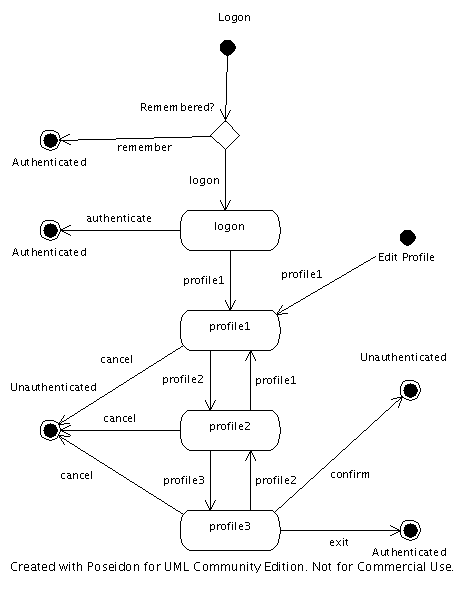 Logon
Remembered?
remember
Authenticated
logon
authenticate
logon
Authenticated
Edit Profile
profile1
profile1
profile1
cancel
Unauthenticated
profile2
profile1
Unauthenticated
cancel
profile2
cancel
profile3
profile2
confirm
profile3
exit
Authenticated
Created with Poseidon for UML Community Edition. Not for Commercial Use.